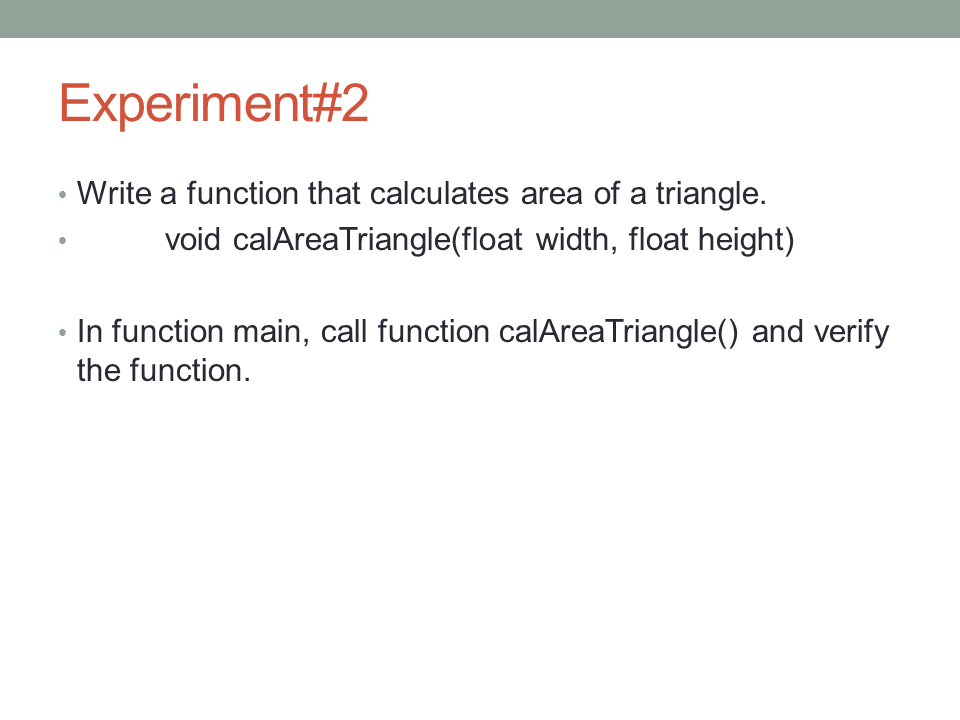 Experiment#2
• Write a function that calculates area of a triangle.
• void calAreaTriangle(float width, float height)
• In function main, call function calAreaTriangle() and verify
the function.